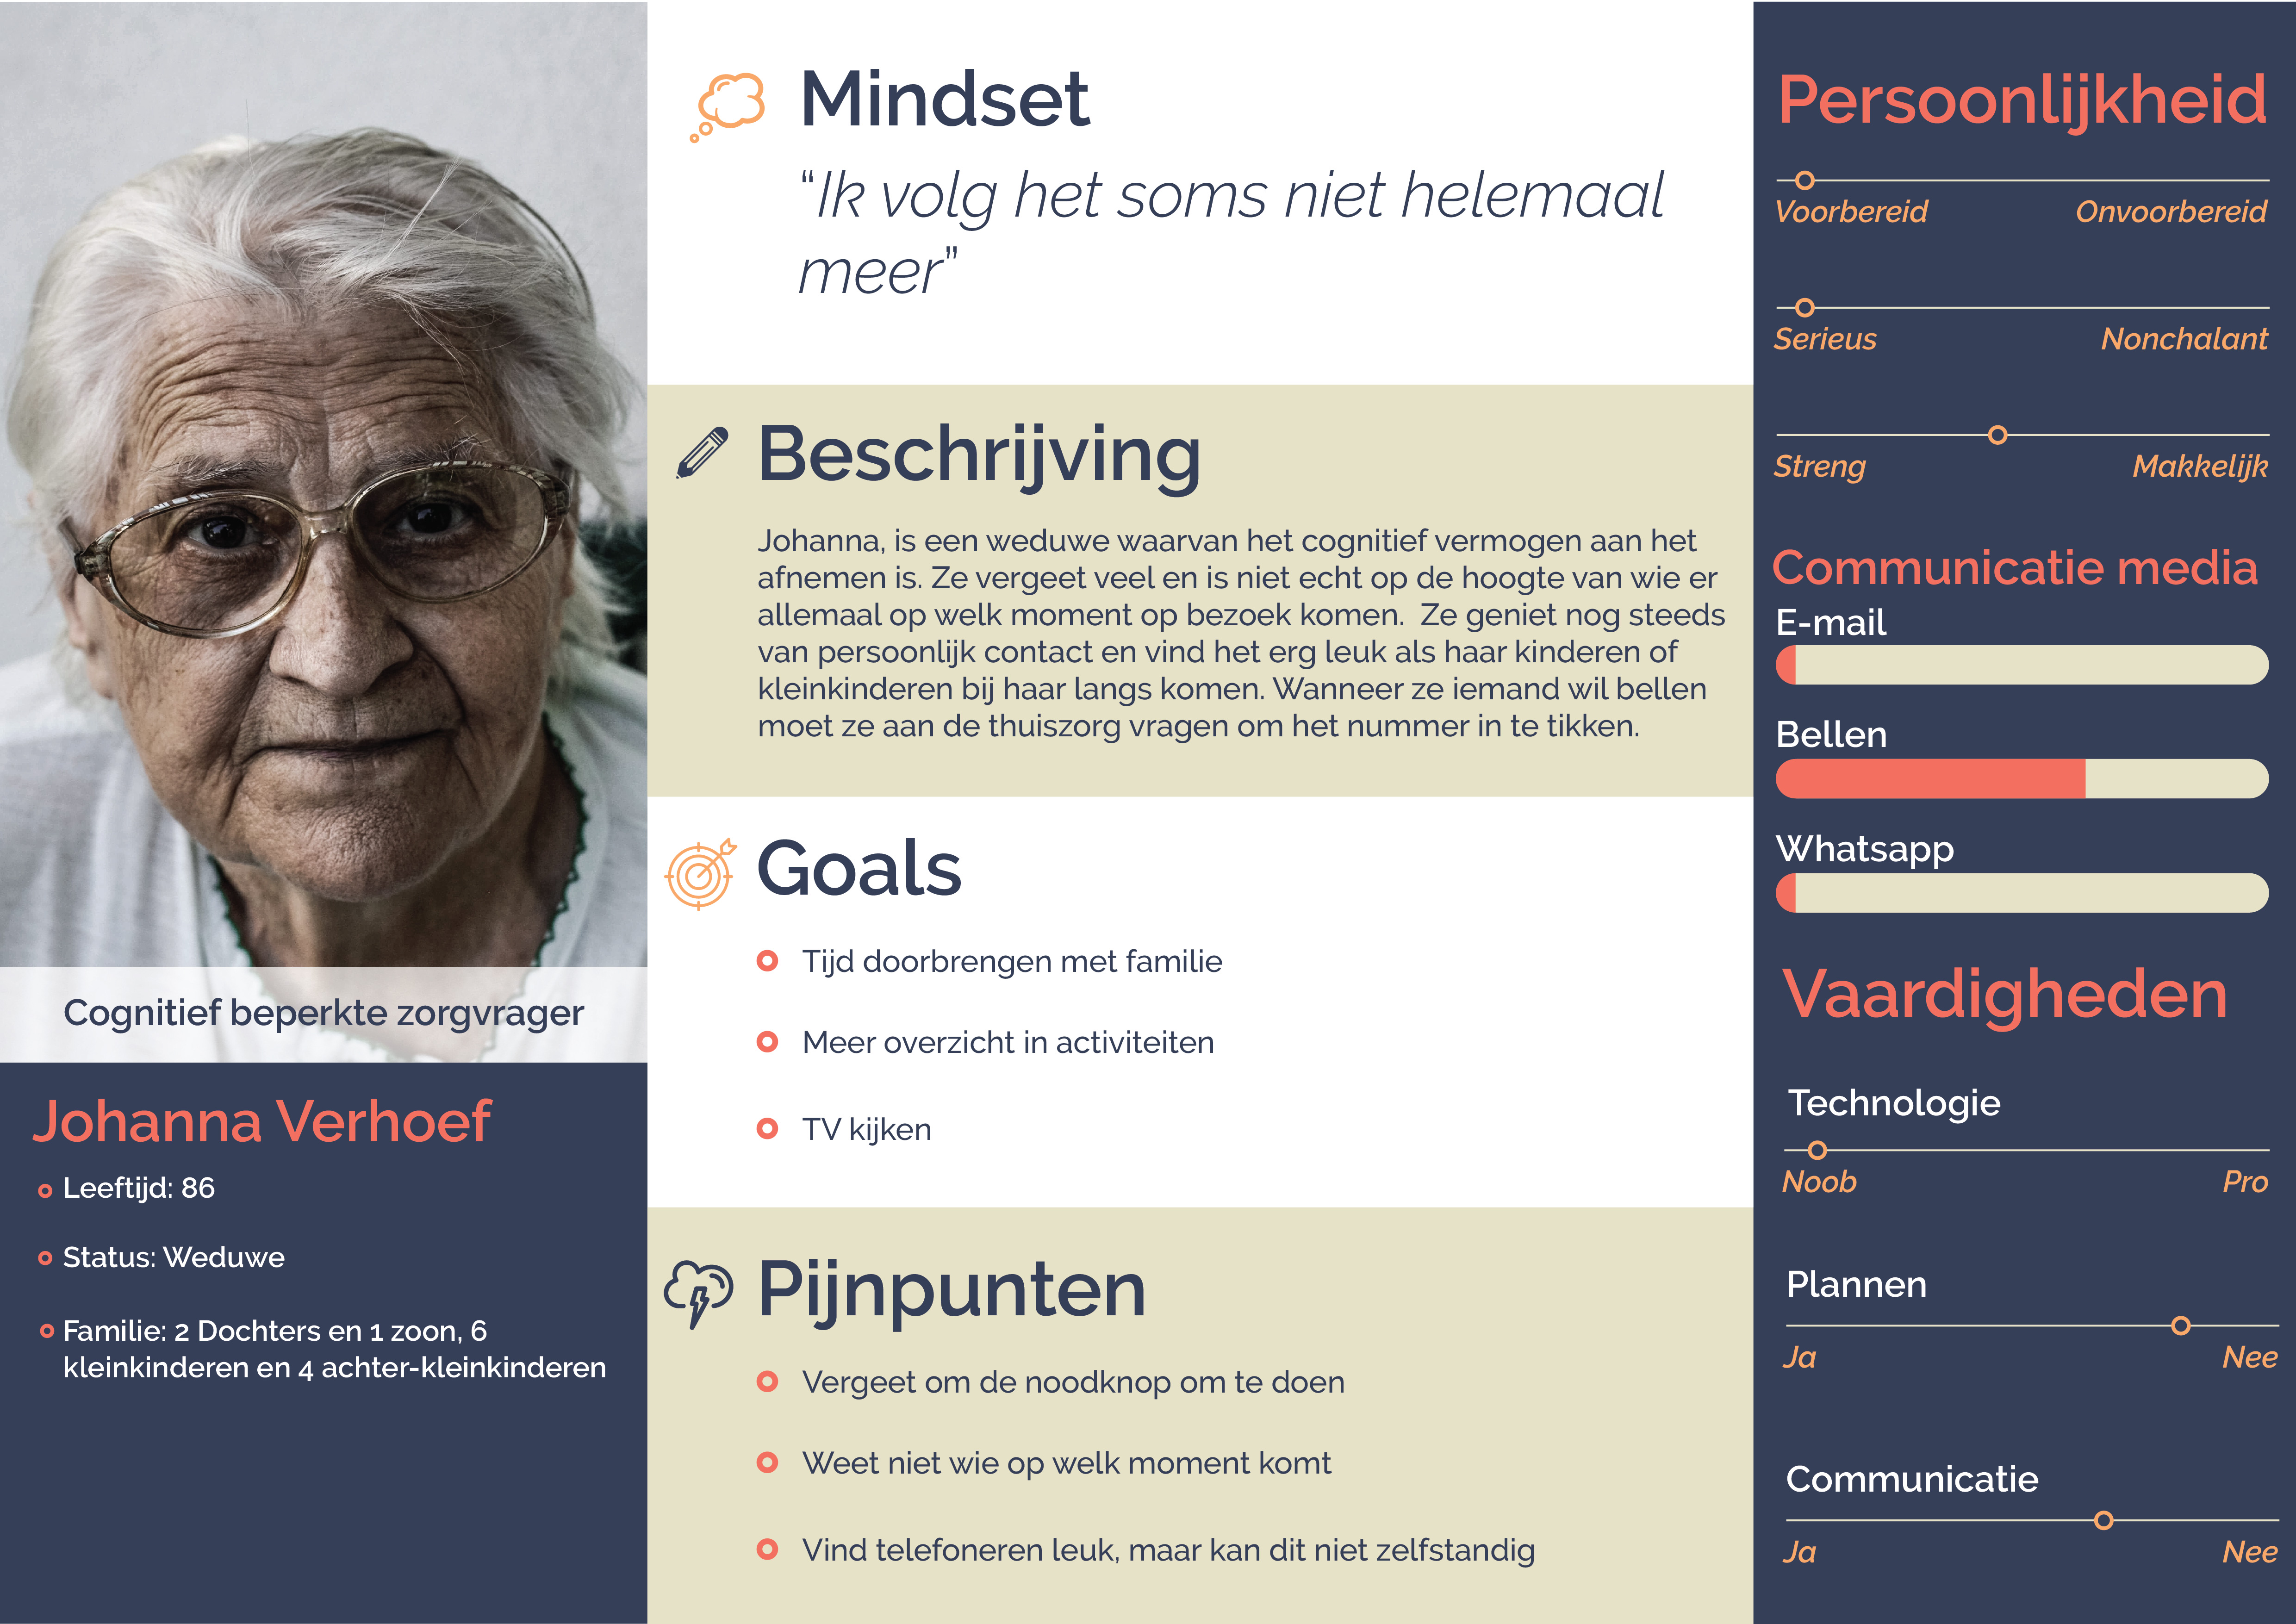 Cognitief beperkte zorgvrager
Johanna Verhoef
Leeftijd: 86
Status: Weduwe
Familie: 2 Dochters en 1 zoon, 6
kleinkinderen en 4 achter-kleinkinderen
Mindset
“Ik volg het soms niet helemaal
meer”
Beschrijving
Johanna, is een weduwe waarvan het cognitief vermogen aan het
afnemen is. Ze vergeet veel en is niet echt op de hoogte van wie er
allemaal op welk moment op bezoek komen.  Ze geniet nog steeds
van persoonlijk contact en vind het erg leuk als haar kinderen of
kleinkinderen bij haar langs komen. Wanneer ze iemand wil bellen
moet ze aan de thuiszorg vragen om het nummer in te tikken.
Goals
Tijd doorbrengen met familie
Meer overzicht in activiteiten
TV kijken
Pijnpunten
Vergeet om de noodknop om te doen
Weet niet wie op welk moment komt
Vind telefoneren leuk, maar kan dit niet zelfstandig
Persoonlijkheid
Voorbereid Onvoorbereid
Serieus Nonchalant
Streng Makkelijk
Communicatie media
E-mail
Bellen
Whatsapp
Vaardigheden
Technologie
Noob Pro
Plannen
Ja Nee
Communicatie
Ja Nee